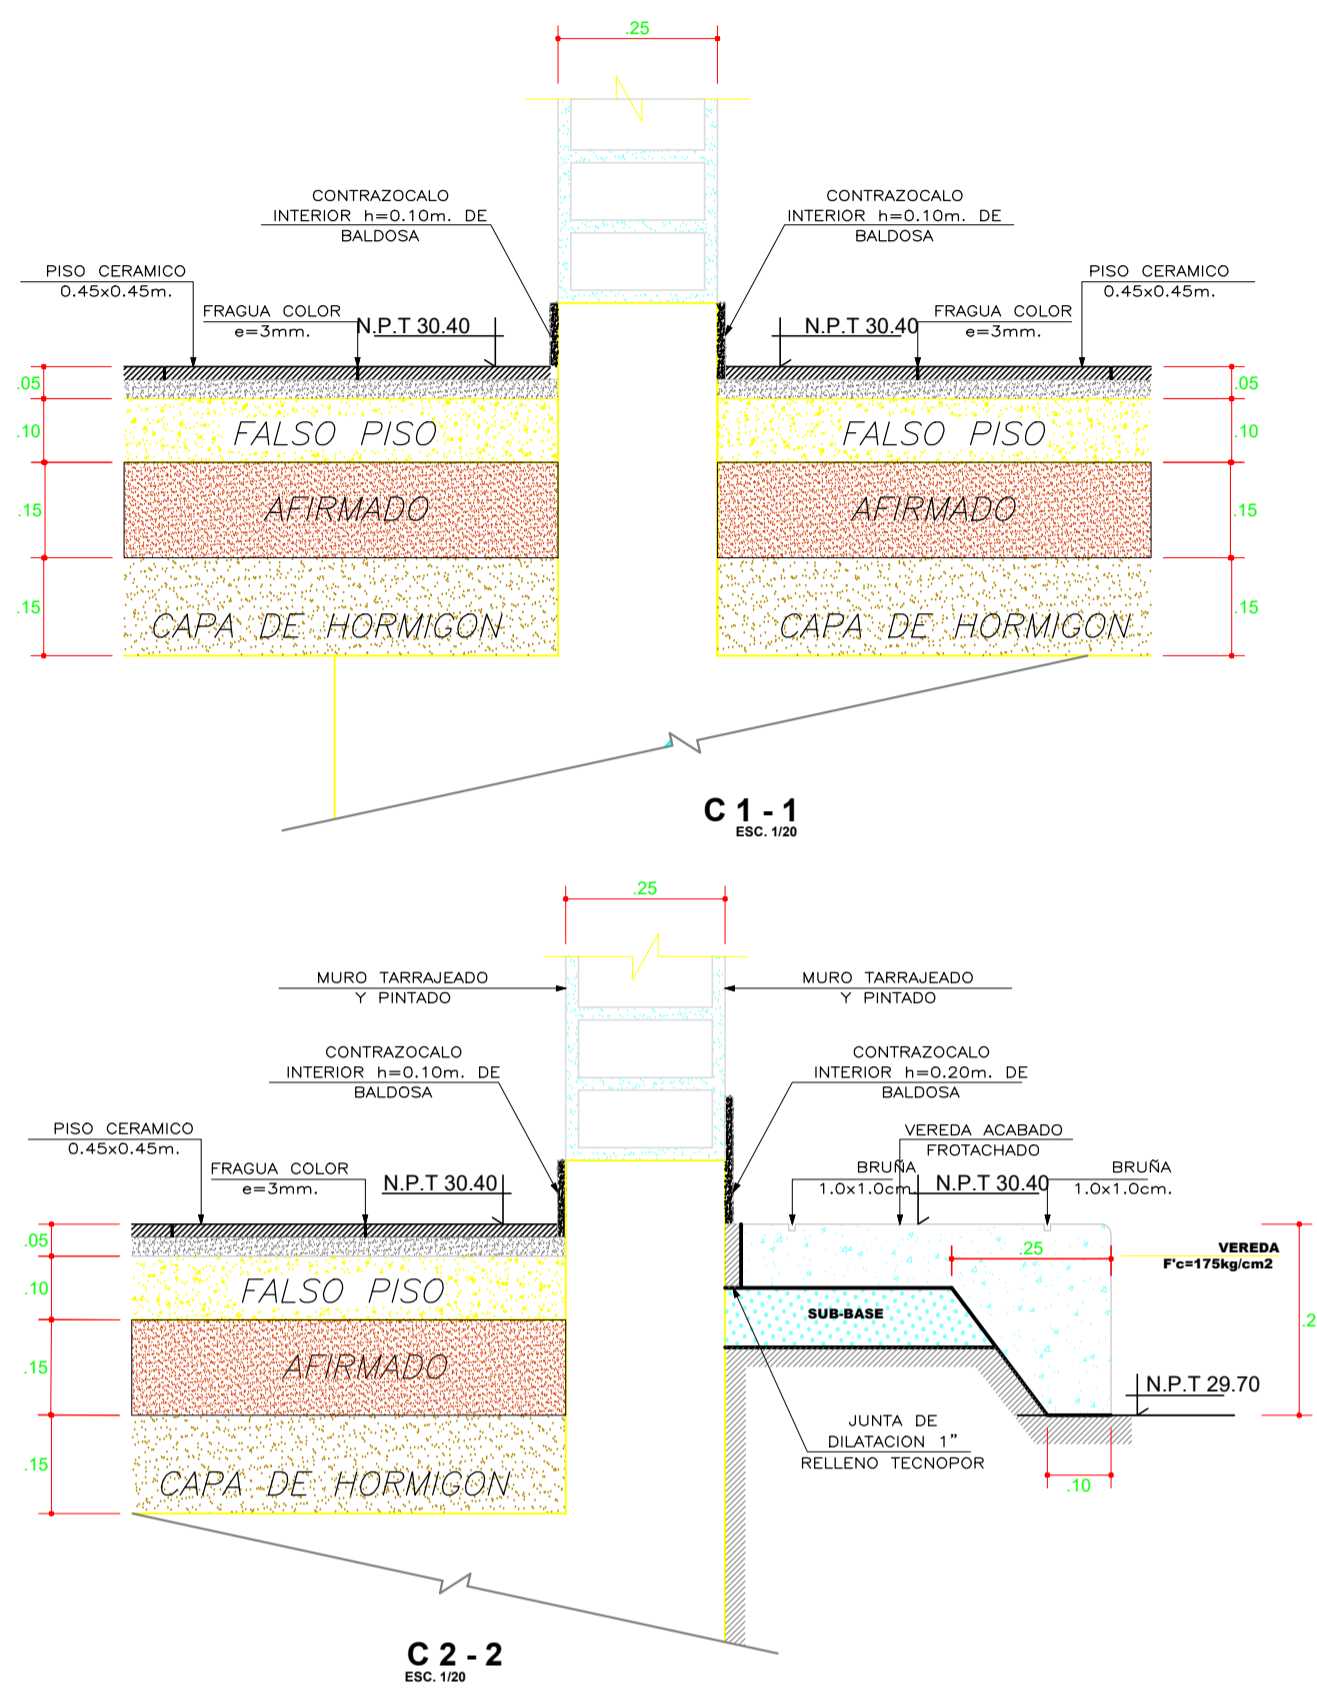 .25
CONTRAZOCALO
INTERIOR h=0.10m. DE
BALDOSA
CONTRAZOCALO
INTERIOR h=0.10m. DE
BALDOSA
PISO CERAMICO
0.45x0.45m.
FRAGUA COLOR
e=3mm.
N.P.T 30.40
N.P.T 30.40
FRAGUA COLOR
e=3mm.
PISO CERAMICO
0.45x0.45m.
.05
.10
.15
.15
FALSO PISO
AFIRMADO
CAPA DE HORMIGON
FALSO PISO
AFIRMADO
CAPA DE HORMIGON
.05
.10
.15
.15
C 1 - 1
ESC. 1/20
.25
MURO TARRAJEADO
Y PINTADO
MURO TARRAJEADO
Y PINTADO
CONTRAZOCALO
INTERIOR h=0.10m. DE
BALDOSA
CONTRAZOCALO
INTERIOR h=0.20m. DE
BALDOSA
PISO CERAMICO
0.45x0.45m.
FRAGUA COLOR
e=3mm.
N.P.T 30.40
VEREDA ACABADO
FROTACHADO
BRUÑA
1.0x1.0cm.
N.P.T 30.40
BRUÑA
1.0x1.0cm.
.05
.10
.15
.15
FALSO PISO
AFIRMADO
CAPA DE HORMIGON
.25
VEREDA
F'c=175kg/cm2
SUB-BASE
.2
N.P.T 29.70
JUNTA DE
DILATACION 1”
RELLENO TECNOPOR
.10
C 2 - 2
ESC. 1/20